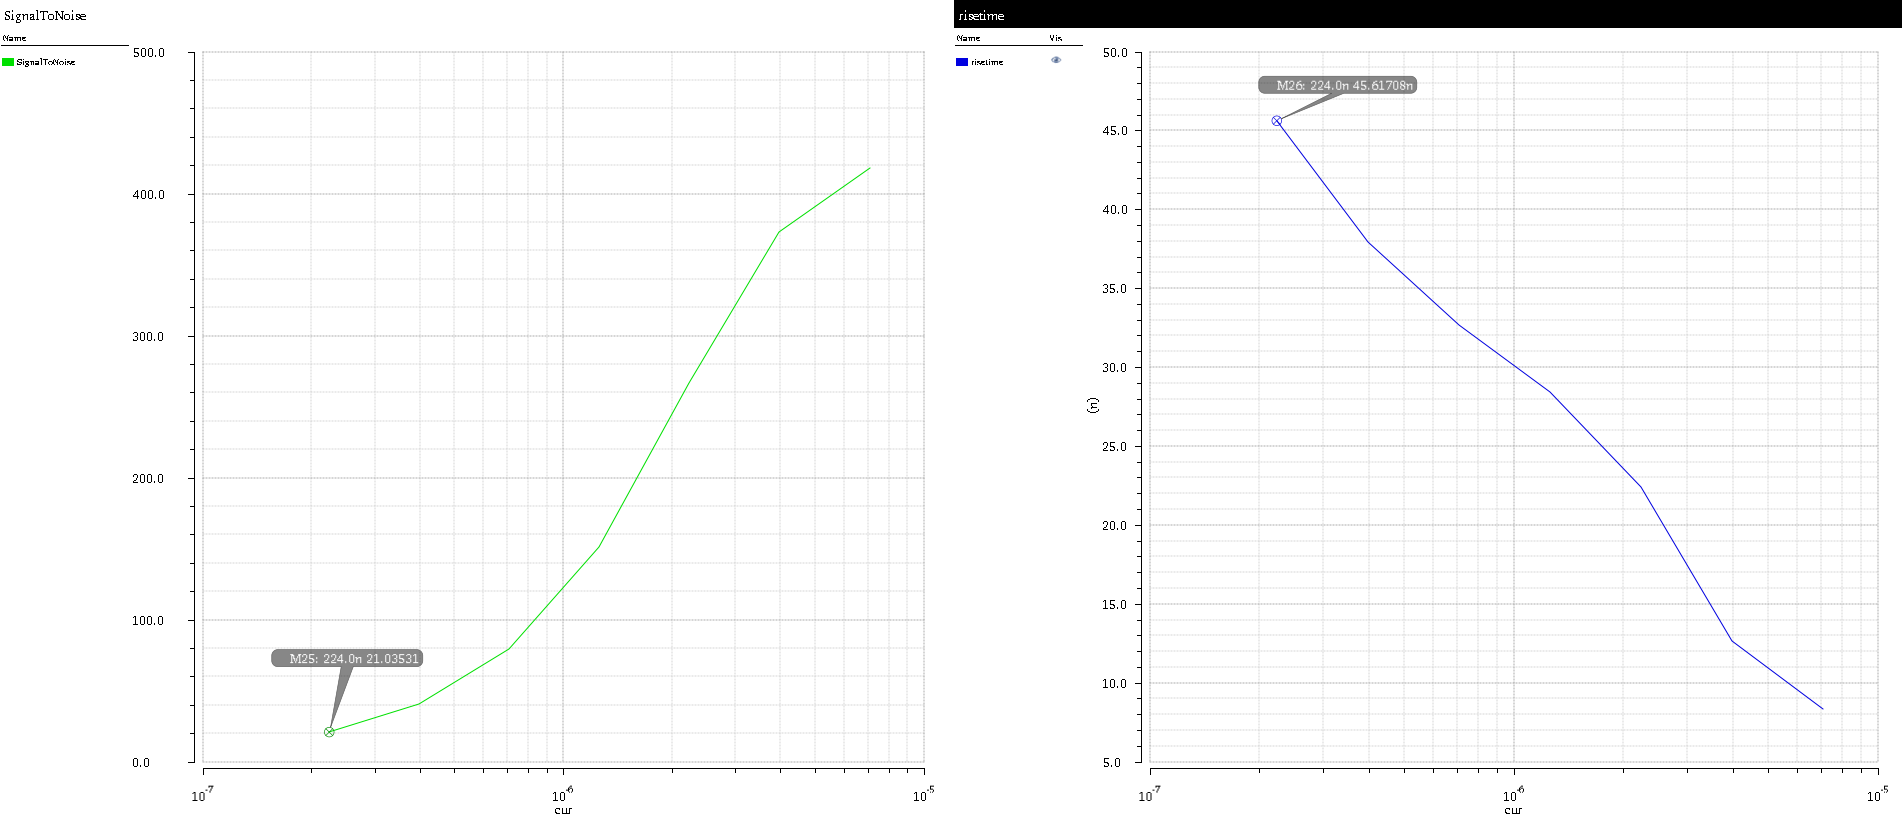 SignalToNoise
Name
SignalToNoise
500.0
400.0
300.0
200.0
100.0
0.0
M25: 224.0n 21.03531
10-7
10-6
10-5
cur
risetime
Name Vis
risetime
50.0
45.0
40.0
35.0
30.0
25.0
20.0
15.0
10.0
5.0
(n)
M26: 224.0n 45.61708n
10-7
10-6
10-5
cur